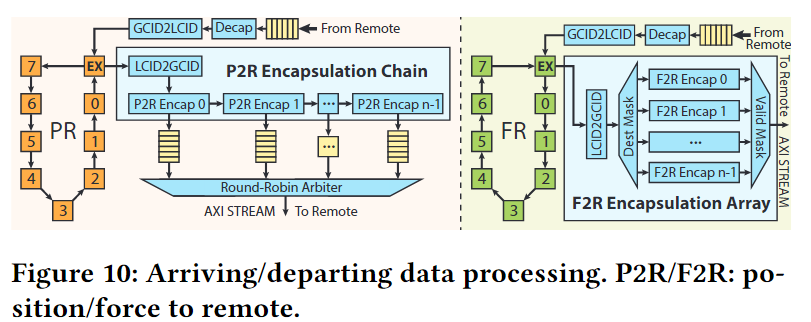 GCID2LCID Decap From Remote
7 EX LCID2GCID P2R Encapsulation Chain
6 0 P2R Encap 0 P2R Encap 1 ... P2R Encap n-1
PR
5 1
...
4 2
3
Round-Robin Arbiter
AXI STREAM To Remote
GCID2LCID Decap From Remote
7 EX
6 0
FR
5 1
4 2
3
LCID2GCID
Dest Mask
F2R Encap 0
F2R Encap 1
...
F2R Encap n-1
Valid Mask
To Remote
AXI STREAM
F2R Encapsulation Array
Figure 10: Arriving/departing data processing. P2R/F2R: po-
sition/force to remote.